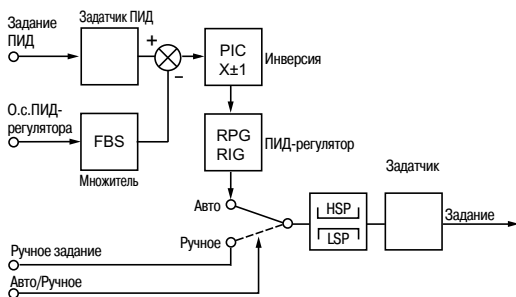 Задание
ПИД
Задатчик ПИД
+
−
PIC
X±1
Инверсия
О.с.ПИД-
регулятора
FBS
Множитель
RPG
RIG
ПИД-регулятор
Задатчик
Авто
HSP
LSP
Задание
Ручное
Ручное задание
Авто/Ручное